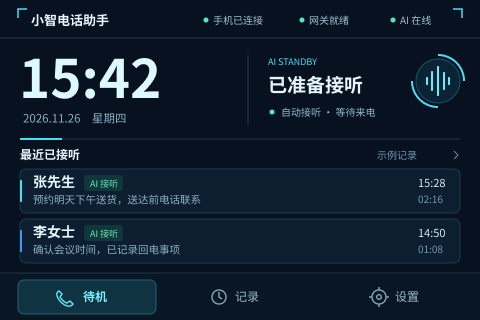 小智电话助手
手机已连接
网关就绪
AI 在线
15:42
2026.11.26 星期四
AI STANDBY
已准备接听
自动接听 · 等待来电
最近已接听
示例记录
张先生 AI 接听 15:28
预约明天下午送货，送达前电话联系 02:16
李女士 AI 接听 14:50
确认会议时间，已记录回电事项 01:08
待机
记录
设置